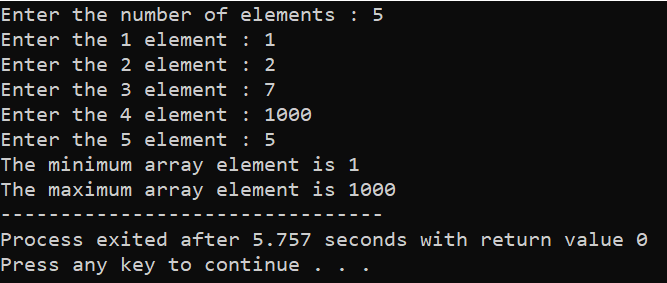 Enter the number of elements : 5
Enter the 1 element : 1
Enter the 2 element : 2
Enter the 3 element : 7
Enter the 4 element : 1000
Enter the 5 element : 5
The minimum array element is 1
The maximum array element is 1000
--------------------------------
Process exited after 5.757 seconds with return value 0
Press any key to continue . . .